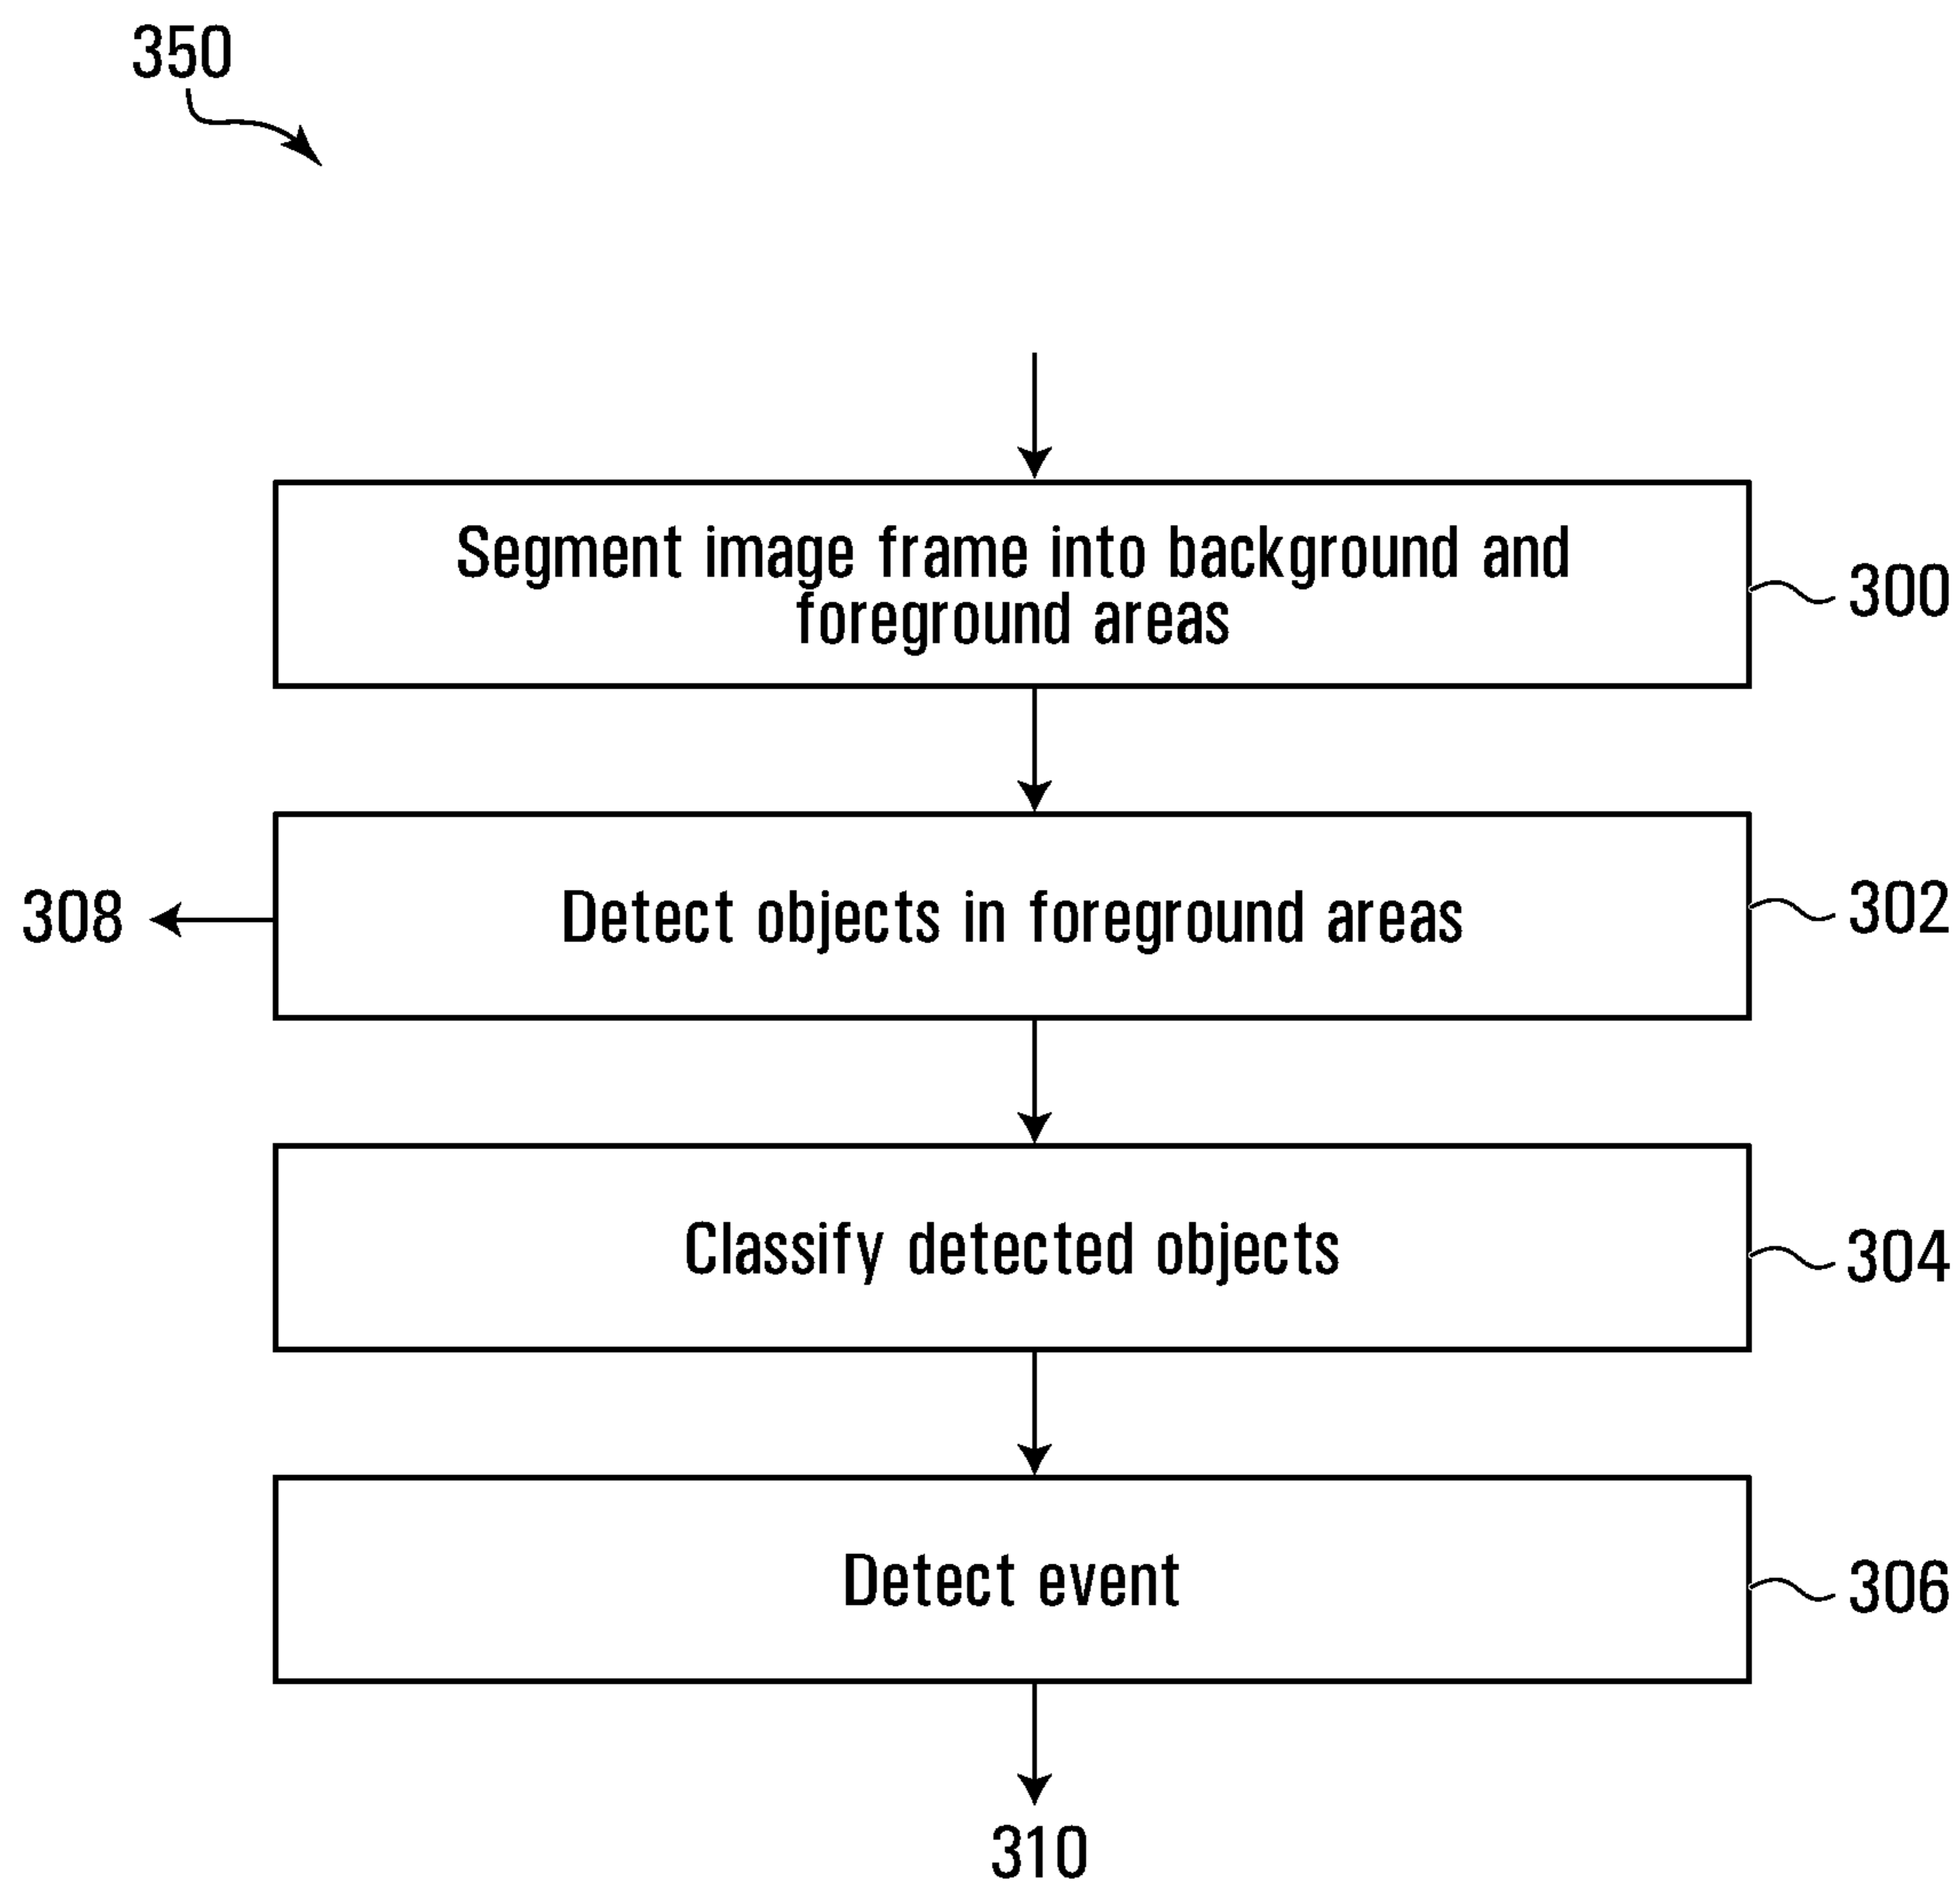 350
Segment image frame into background and
foreground areas
300
308
Detect objects in foreground areas
302
Classify detected objects
304
Detect event
306
310